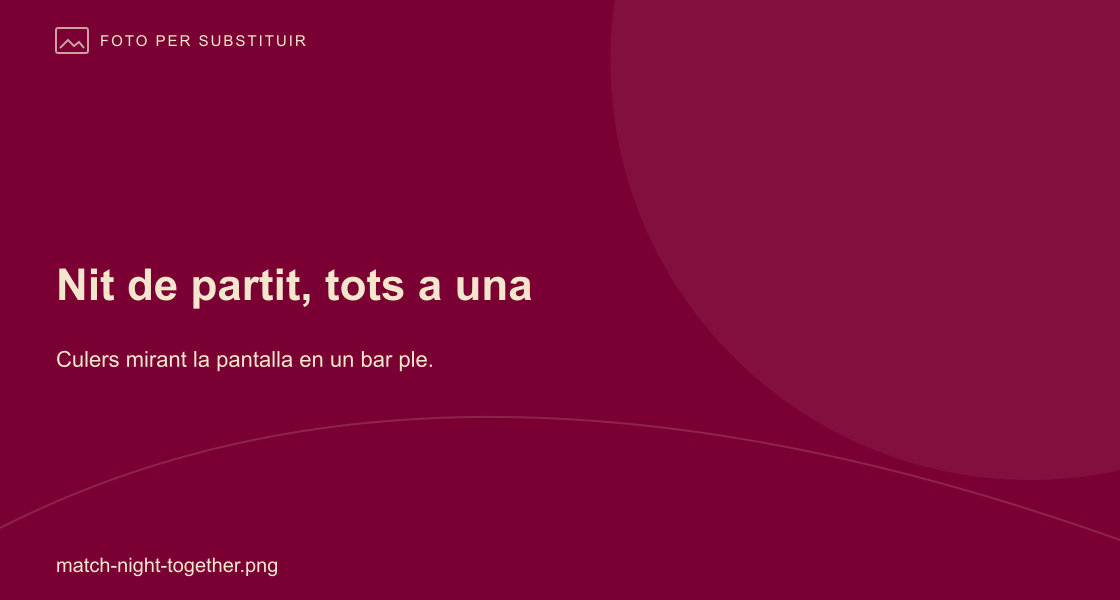 FOTO PER SUBSTITUIR
Nit de partit, tots a una
Culers mirant la pantalla en un bar ple.
match-night-together.png